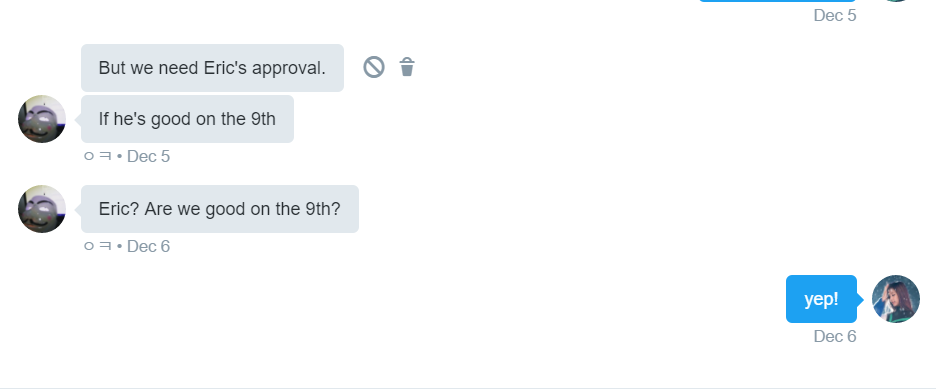 Dec 5
But we need Eric's approval.
If he's good on the 9th
ㅇㅋ • Dec 5
Eric? Are we good on the 9th?
ㅇㅋ • Dec 6
yep!
Dec 6